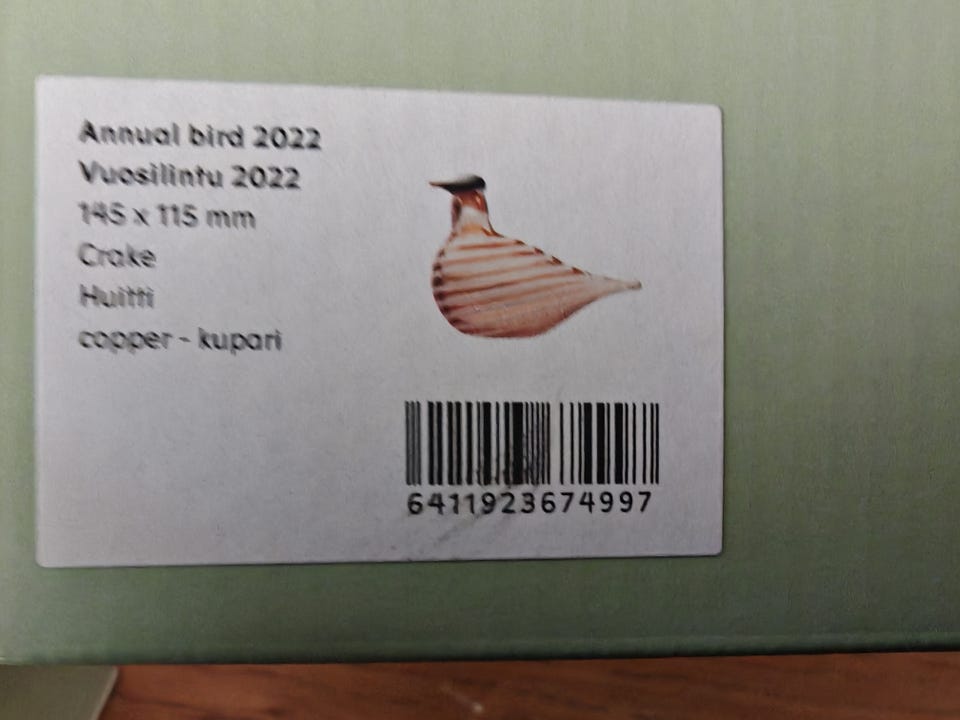 Annual bird 2022
Vuosilintu 2022
145 x 115 mm
Crake
Huitti
copper - kupari
6411923674997